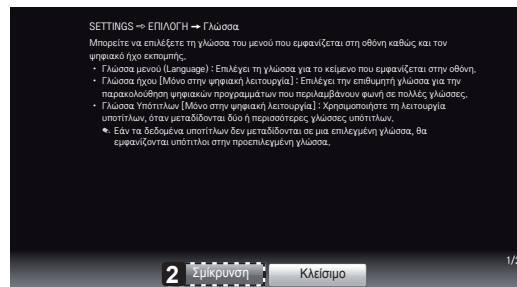 SETTINGS ⇨ ΕΠΙΛΟΓΗ ➙ Γλώσσα
Μπορείτε να επιλέξετε τη γλώσσα του μενού που εμφανίζεται στη οθόνη καθώς και τον
ψηφιακό ήχο εκπομπής.
• Γλώσσα μενού (Language) : Επιλέγει τη γλώσσα για το κείμενο που εμφανίζεται στην οθόνη.
• Γλώσσα ήχου [Μόνο στην ψηφιακή λειτουργία] : Επιλέγει την επιθυμητή γλώσσα για την
παρακολούθηση ψηφιακών προγραμμάτων που περιλαμβάνουν φωνή σε πολλές γλώσσες.
• Γλώσσα Υπότιτλων [Μόνο στην ψηφιακή λειτουργία] : Χρησιμοποιήστε τη λειτουργία
υποτίτλων, όταν μεταδίδονται δύο ή περισσότερες γλώσσες υπότιτλων.
Εάν τα δεδομένα υποτίτλων δεν μεταδίδονται σε μια επιλεγμένη γλώσσα, θα
εμφανίζονται υπότιτλοι στην προεπιλεγμένη γλώσσα.
1/2
2 Σμίκρυνση Κλείσιμο